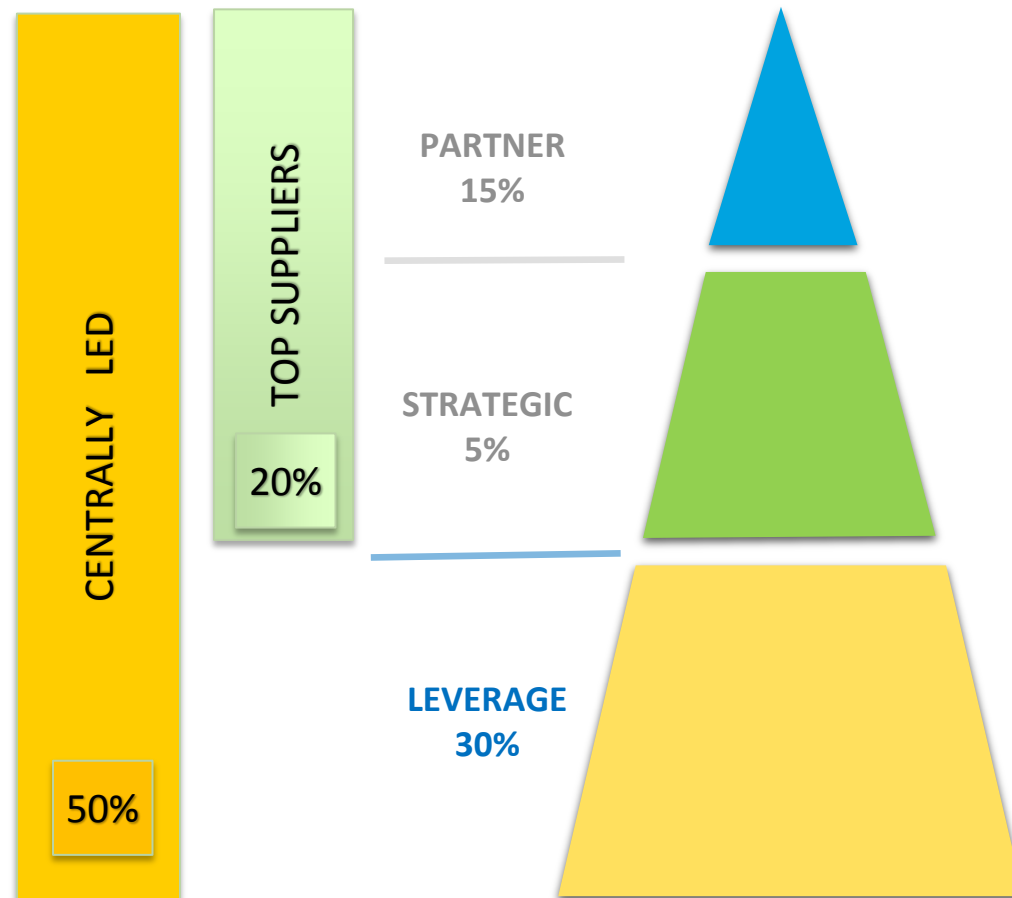 CENTRALLY LED
50%
TOP SUPPLIERS
20%
PARTNER
15%
STRATEGIC
5%
LEVERAGE
30%